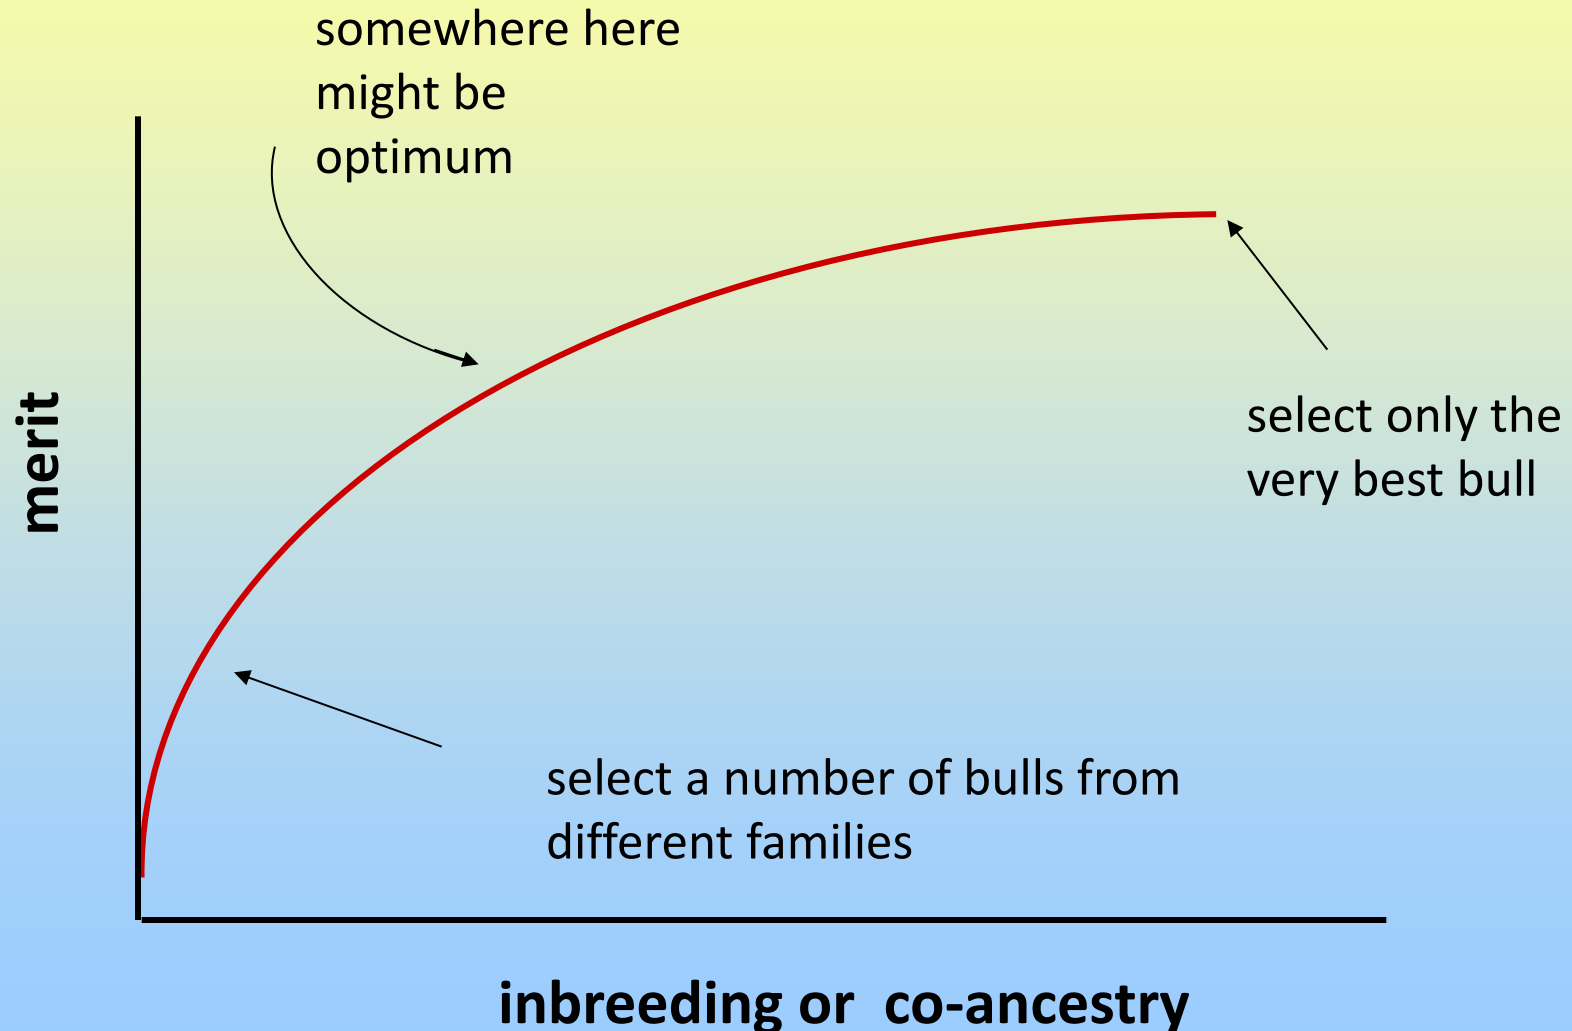 somewhere here
might be
optimum
merit
select only the
very best bull
select a number of bulls from
different families
inbreeding or  co-ancestry